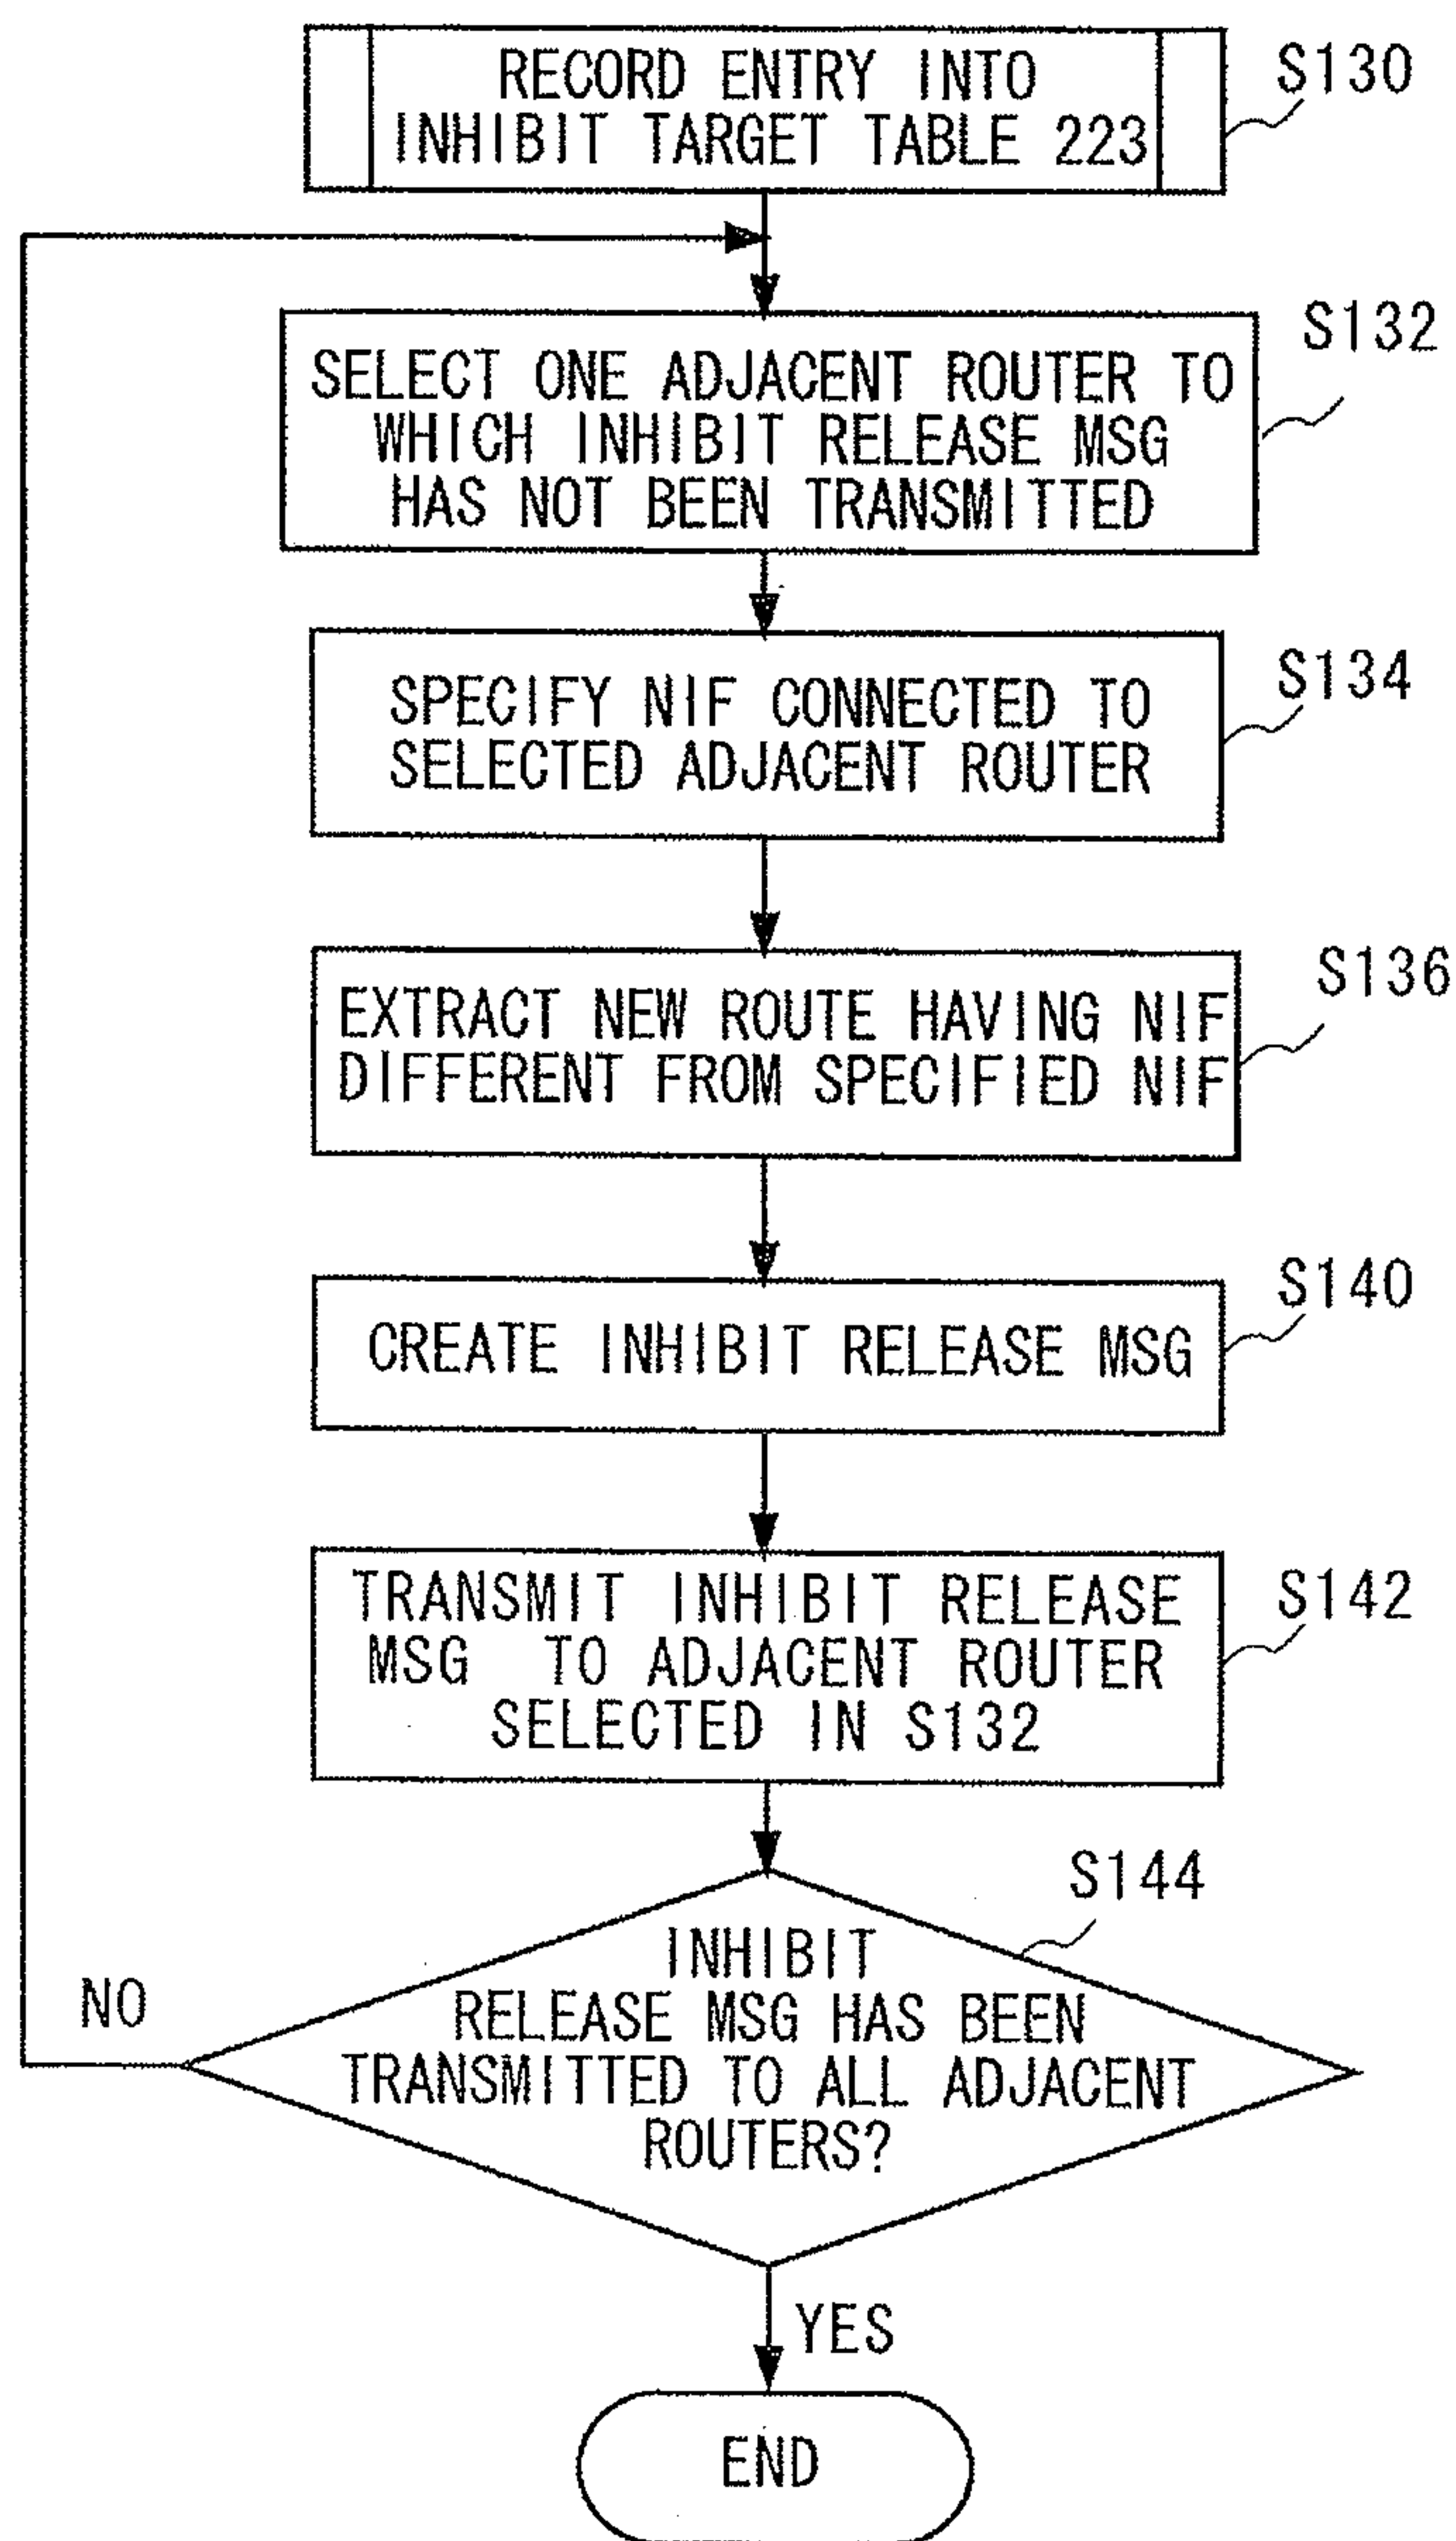 RECORD ENTRY INTO
INHIBIT TARGET TABLE 223
S130
SELECT ONE ADJACENT ROUTER TO
WHICH INHIBIT RELEASE MSG
HAS NOT BEEN TRANSMITTED
S132
SPECIFY NIF CONNECTED TO
SELECTED ADJACENT ROUTER
S134
EXTRACT NEW ROUTE HAVING NIF
DIFFERENT FROM SPECIFIED NIF
S136
CREATE INHIBIT RELEASE MSG
S140
TRANSMIT INHIBIT RELEASE
MSG TO ADJACENT ROUTER
SELECTED IN S132
S142
S144
INHIBIT
RELEASE MSG HAS BEEN
TRANSMITTED TO ALL ADJACENT
ROUTERS?
NO
YES
END